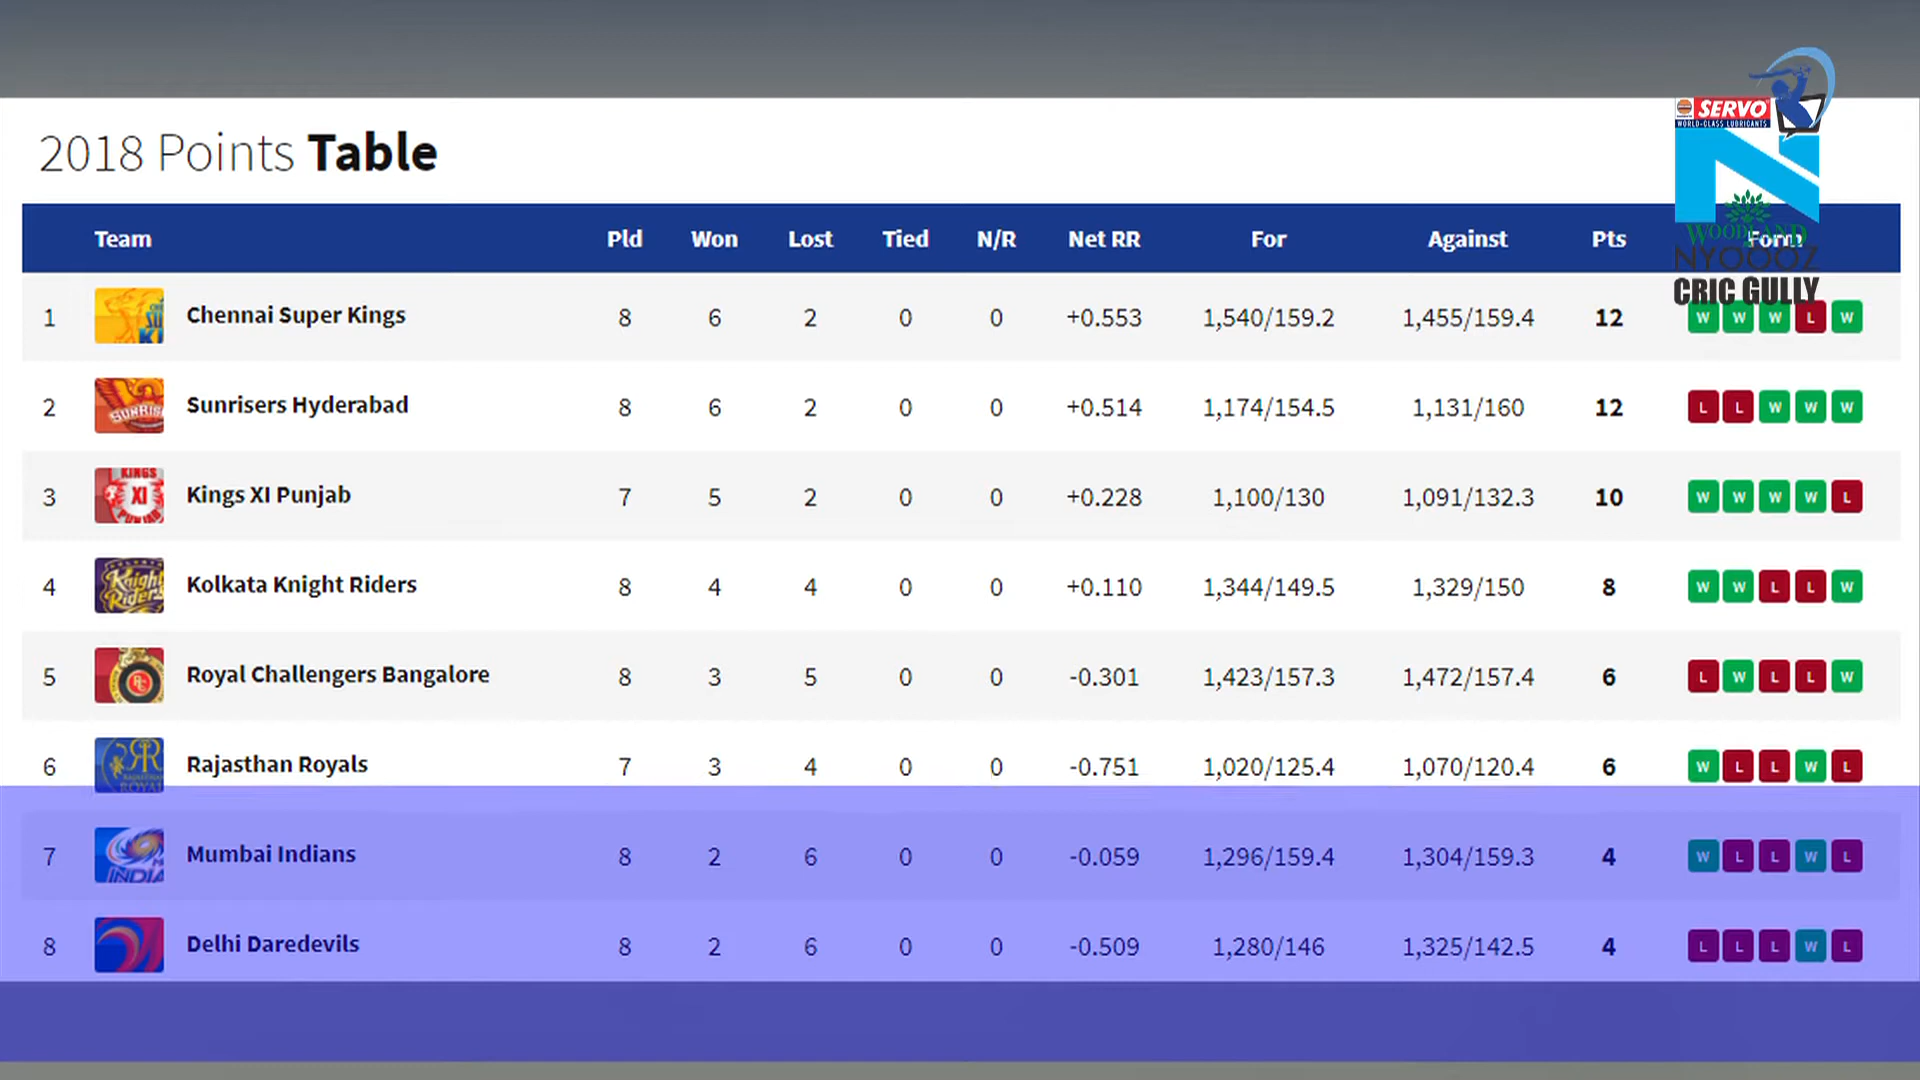 SERVO
WORLD-CLASS LUBRICANTS
2018 Points Table
N
WOODLAND
Team Pld Won Lost Tied N/R Net RR For Against Pts Form
NYOOOZ
CRIC GULLY
1 Chennai Super Kings 8 6 2 0 0 +0.553 1,540/159.2 1,455/159.4 12 W W W L W
2 Sunrisers Hyderabad 8 6 2 0 0 +0.514 1,174/154.5 1,131/160 12 L L W W W
3 KINGS XI PUNJAB Kings XI Punjab 7 5 2 0 0 +0.228 1,100/130 1,091/132.3 10 W W W W L
4 Knight Riders Kolkata Knight Riders 8 4 4 0 0 +0.110 1,344/149.5 1,329/150 8 W W L L W
5 Royal Challengers Bangalore 8 3 5 0 0 -0.301 1,423/157.3 1,472/157.4 6 L W L L W
6 Rajasthan Royals 7 3 4 0 0 -0.751 1,020/125.4 1,070/120.4 6 W L L W L
7 Mumbai Indians 8 2 6 0 0 -0.059 1,296/159.4 1,304/159.3 4 W L L W L
8 Delhi Daredevils 8 2 6 0 0 -0.509 1,280/146 1,325/142.5 4 L L L W L